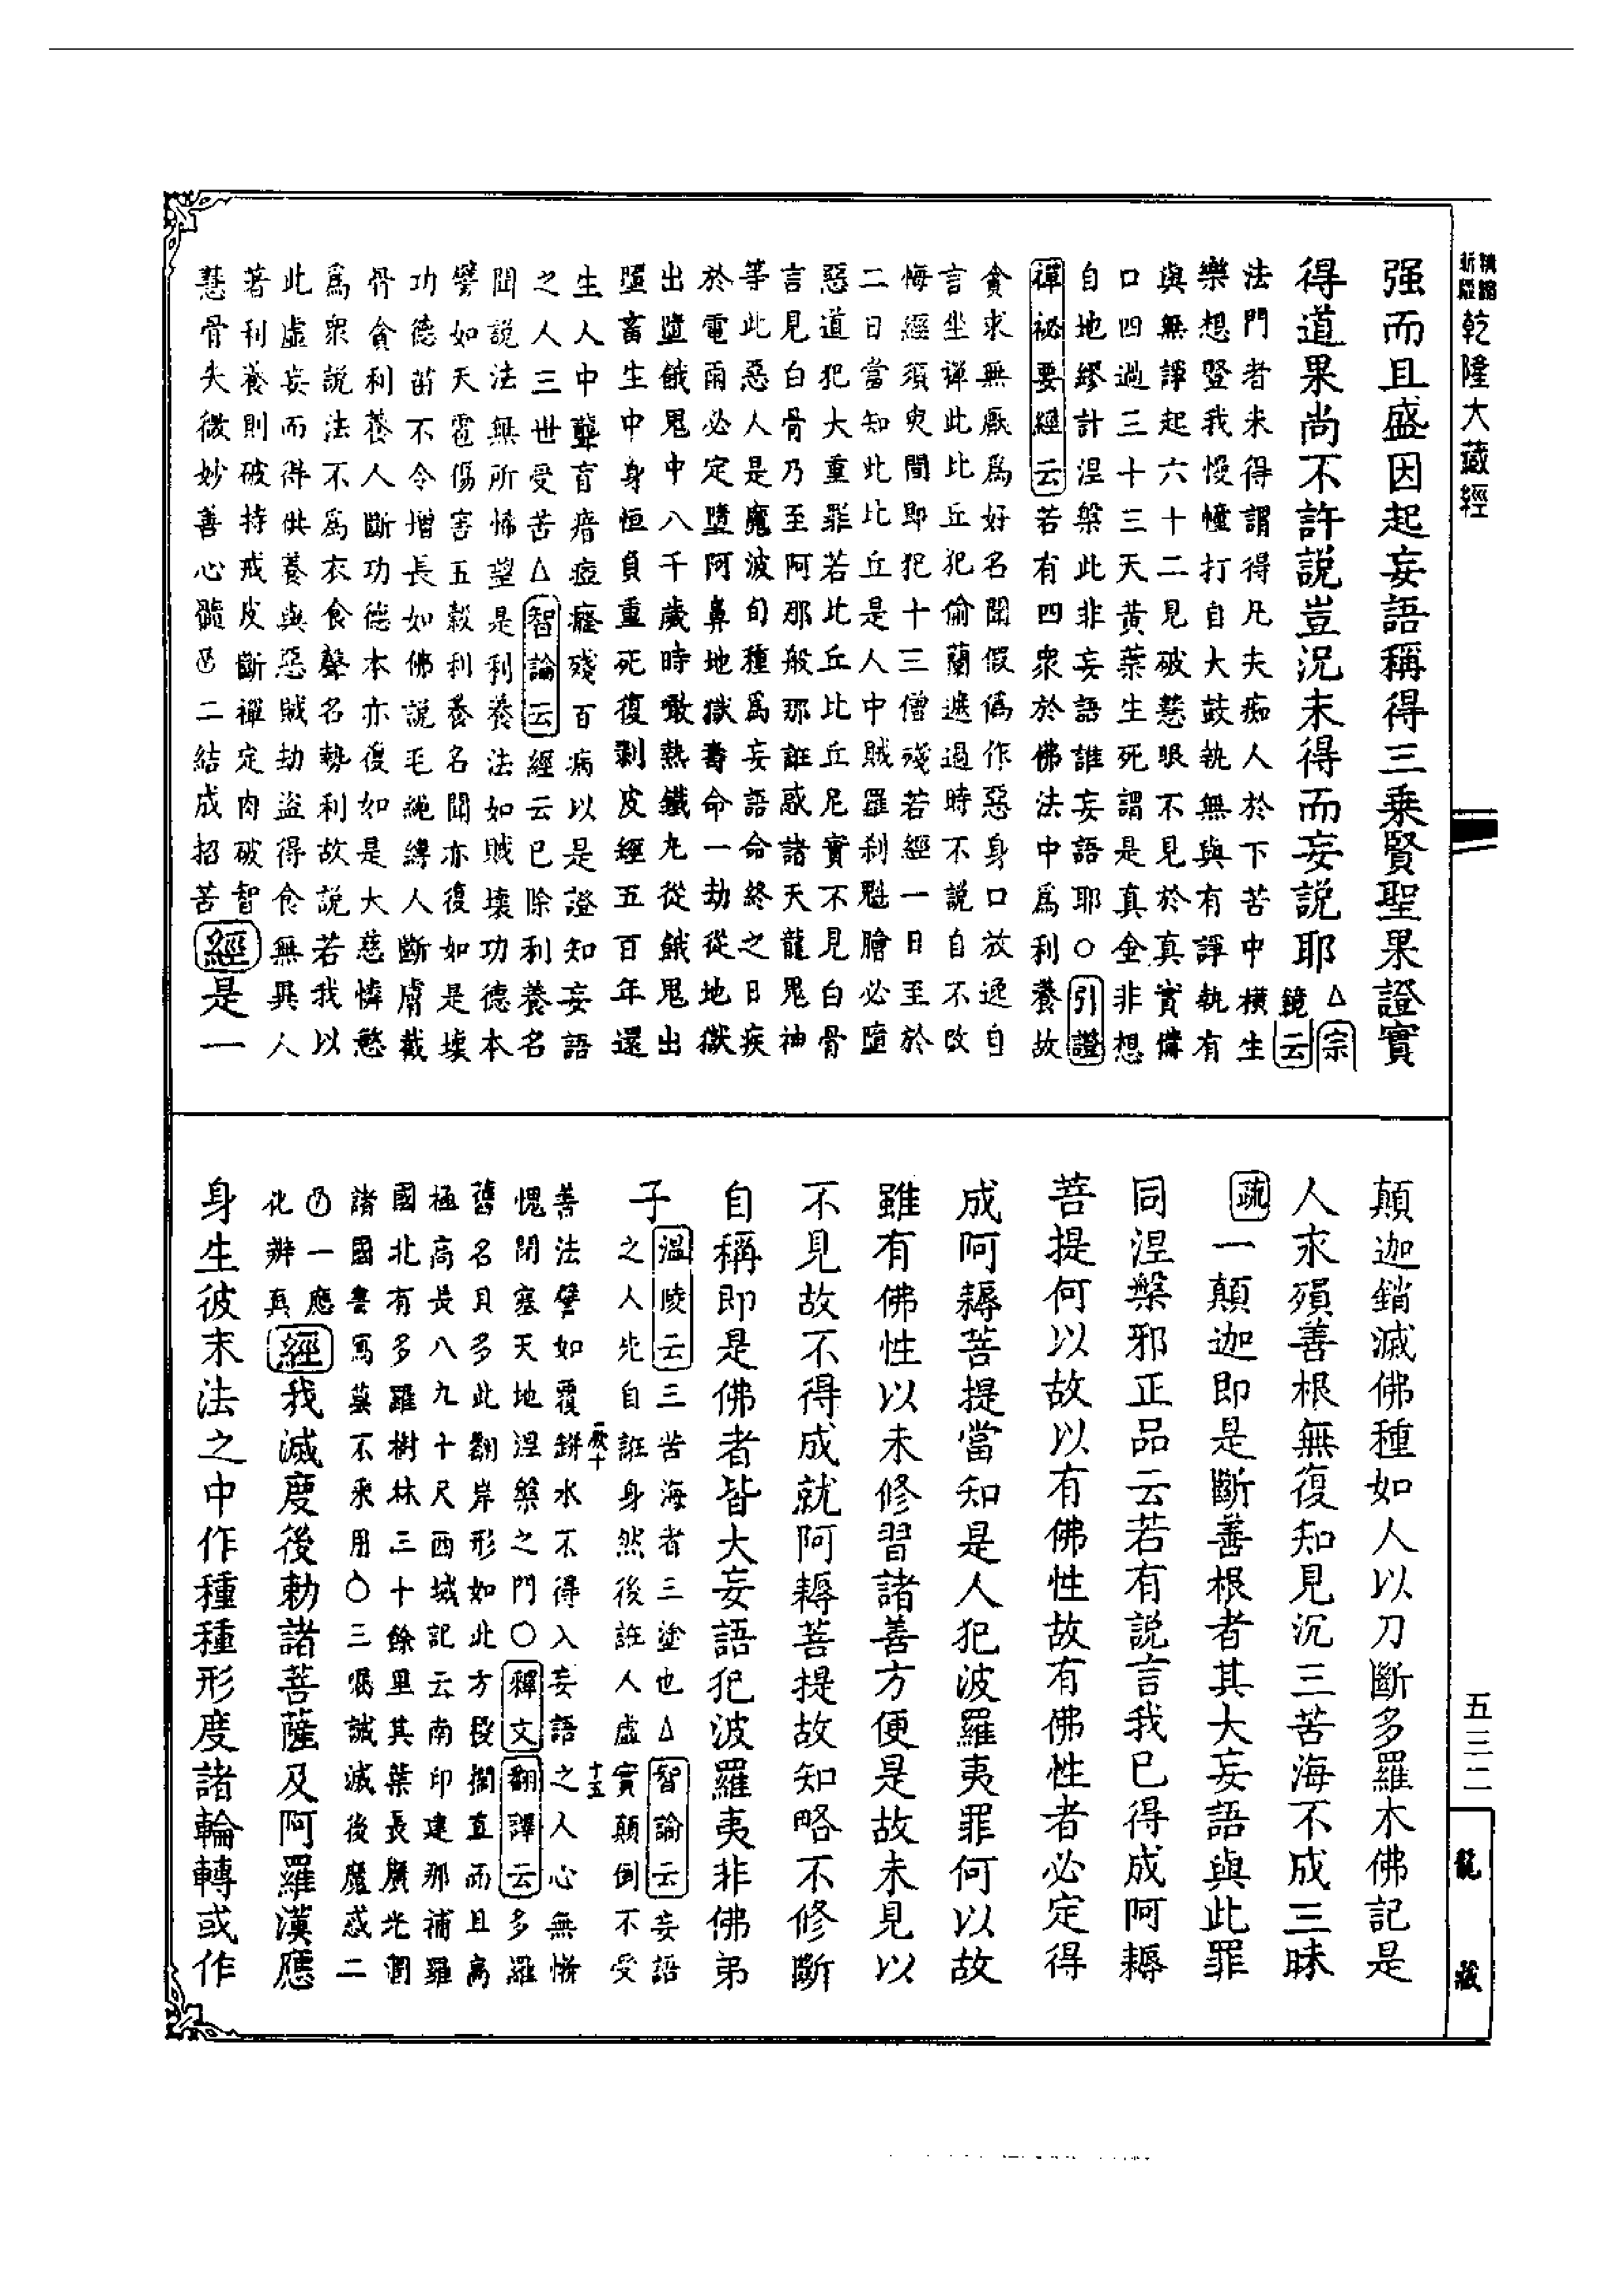 乾隆大藏經
强而且盛因起妄語稱得三乘賢聖果證實
得道果尚不許説豈況未得而妄説耶△宗
鏡云
法門者未得謂得凡夫痴人於下苦中橫生
樂想豎我慢幢打自大鼓執無與有諍執有
與無諍起六十二見破慧眼不見於真實備
口四過三十三天黃葉生死謂是真金非想
自地繆計涅槃此非妄語誰妄語耶○引證
禪祕要經云若有四衆於佛法中爲利養故
貪求無厭爲好名聞假僞作惡身口放逸自
言坐禪此比丘犯偷蘭遮過時不説自不改
悔經須臾間即犯十三僧殘若經一日至於
二日當知此比丘是人中賊羅刹魁膾必墮
惡道犯大重罪若比丘比丘尼實不見白骨
言見白骨乃至阿那般那誑惑諸天龍鬼神
等此惡人是魔波旬種爲妄語命終之日疾
於電雨必定墮阿鼻地獄壽命一劫從地獄
出墮餓鬼中八千歲時噉熱鐵丸從餓鬼出
墮畜生中身恒負重死復剥皮經五百年還
生人中聾盲瘖瘂癃殘百病以是證知妄語
之人三世受苦△智論云經云已除利養名
聞説法無所悕望是利養法如賊壞功德本
譬如天雹傷害五穀利養名聞亦復如是壞
功德苗不令增長如佛説毛繩縛人斷膚截
骨貪利養人斷功德本亦復如是大慈憐愍
爲衆説法不爲衣食聲名勢利故説若我以
此虛妄而得供養與惡賊劫盜得食無異人
著利養則破持戒皮斷禪定肉破智
慧骨失微妙善心髓㊢二結成招苦經是一
顛迦銷滅佛種如人以刀斷多羅木佛記是
人永殞善根無復知見沉三苦海不成三昧
疏一顛迦即是斷善根者其大妄語與此罪
同涅槃邪正品云若有説言我已得成阿耨
菩提何以故以有佛性故有佛性者必定得
成阿耨菩提當知是人犯波羅夷罪何以故
雖有佛性以未修習諸善方便是故未見以
不見故不得成就阿耨菩提故知略不修斷
自稱即是佛者皆大妄語犯波羅夷非佛弟
子溫陵云三苦海者三塗也△智論云妄語
之人先自誑身然後誑人虛實顛倒不受
善法譬如覆缾水不得入妄語之人心無慚
愧閉塞天地涅槃之門○釋文翻譯云多羅
舊名貝多此翻岸形如此方椶櫚直而且高
極高長八九十尺西域記云南印建那補羅
國北有多羅樹林三十餘里其葉長廣光潤
諸國書寫莫不采用○三囑誡滅後魔惑二
一應
化辨真經我滅度後勅諸菩薩及阿羅漢應
身生彼末法之中作種種形度諸輪轉或作
五三二
龍藏